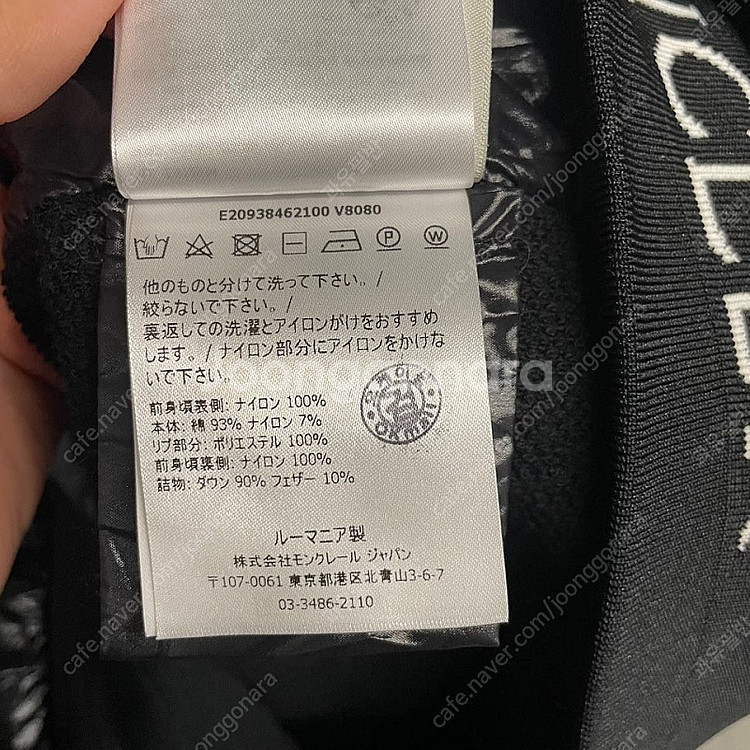 E20938462100 V8080
P
W
他のものと分けて洗って下さい。/
絞らないで下さい。/
裏返しての洗濯とアイロンがけをおすすめ
します。/ ナイロン部分にアイロンをかけな
いで下さい。
前身頃表側: ナイロン 100%
本体: 綿 93% ナイロン 7%
リブ部分: ポリエステル 100%
前身頃裏側: ナイロン 100%
詰物: ダウン 90% フェザー 10%
ルーマニア製
株式会社モンクレール ジャパン
〒107-0061 東京都港区北青山3-6-7
03-3486-2110
CLE
joonggonara
cafe.naver.com/joonggonara